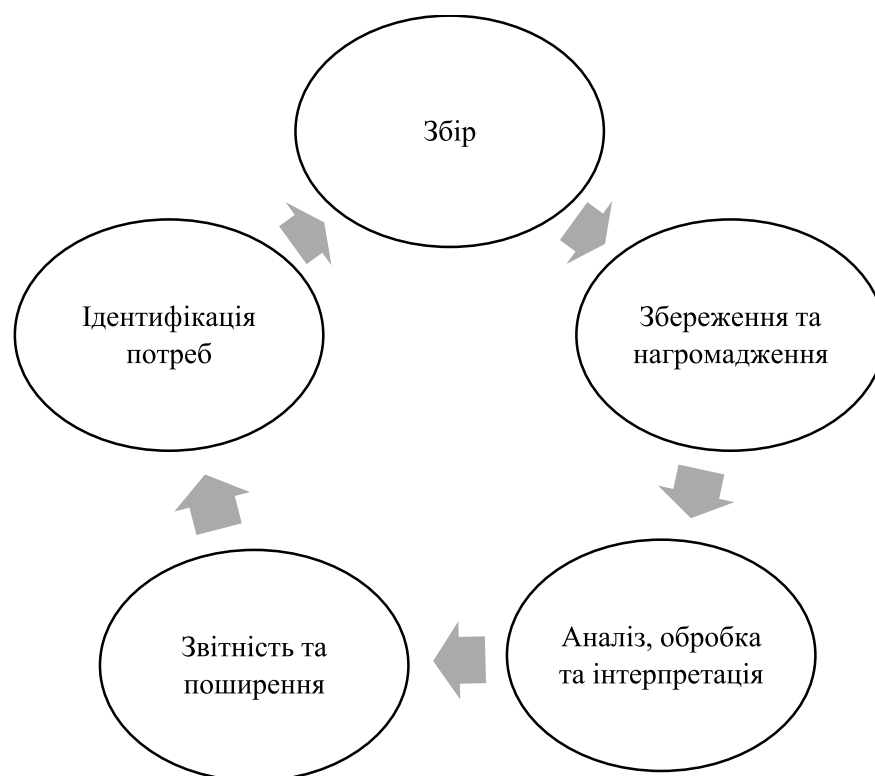 Збір
Ідентифікація
потреб
Збереження та
нагромадження
Звітність та
поширення
Аналіз, обробка
та інтерпретація